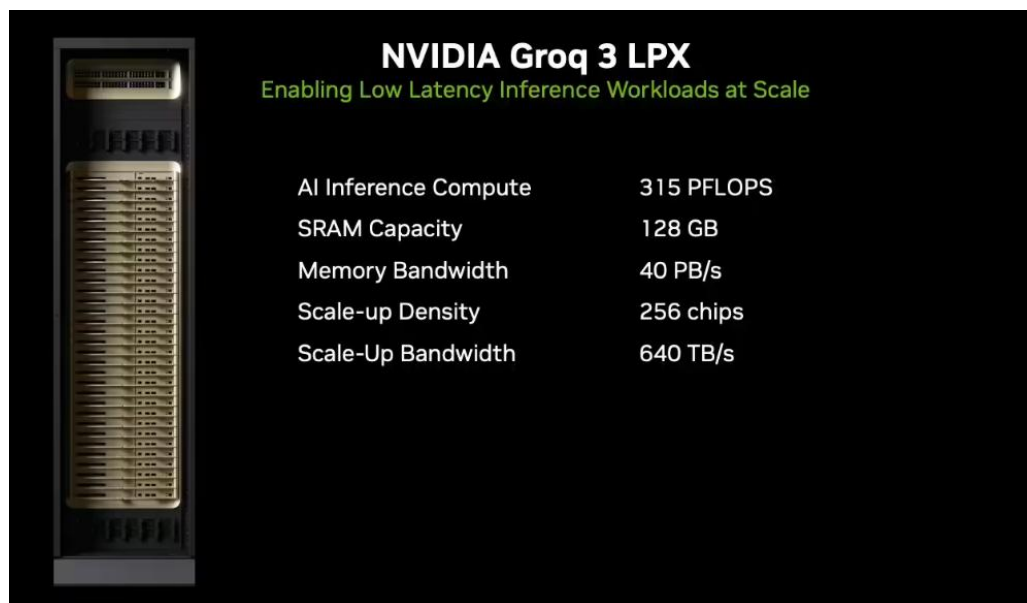 NVIDIA Groq 3 LPX
Enabling Low Latency Inference Workloads at Scale
AI Inference Compute 315 PFLOPS
SRAM Capacity 128 GB
Memory Bandwidth 40 PB/s
Scale-up Density 256 chips
Scale-Up Bandwidth 640 TB/s